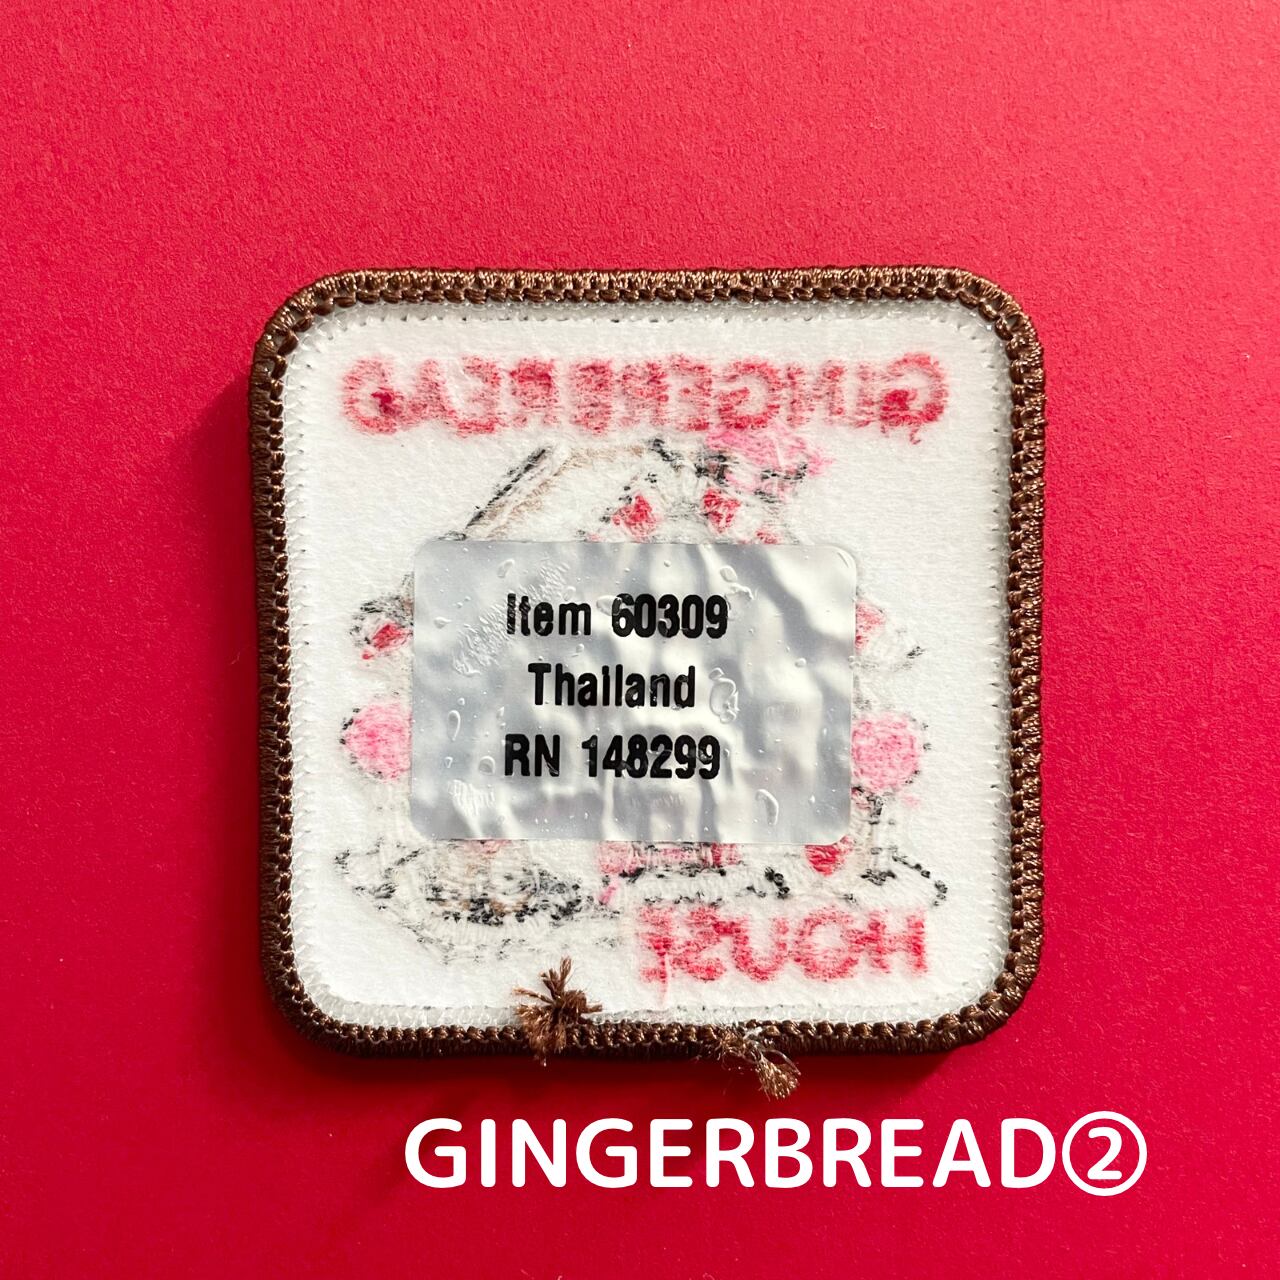 GINGERBREAD
Item 60309
Thailand
RN 148299
HOUSE
GINGERBREAD②